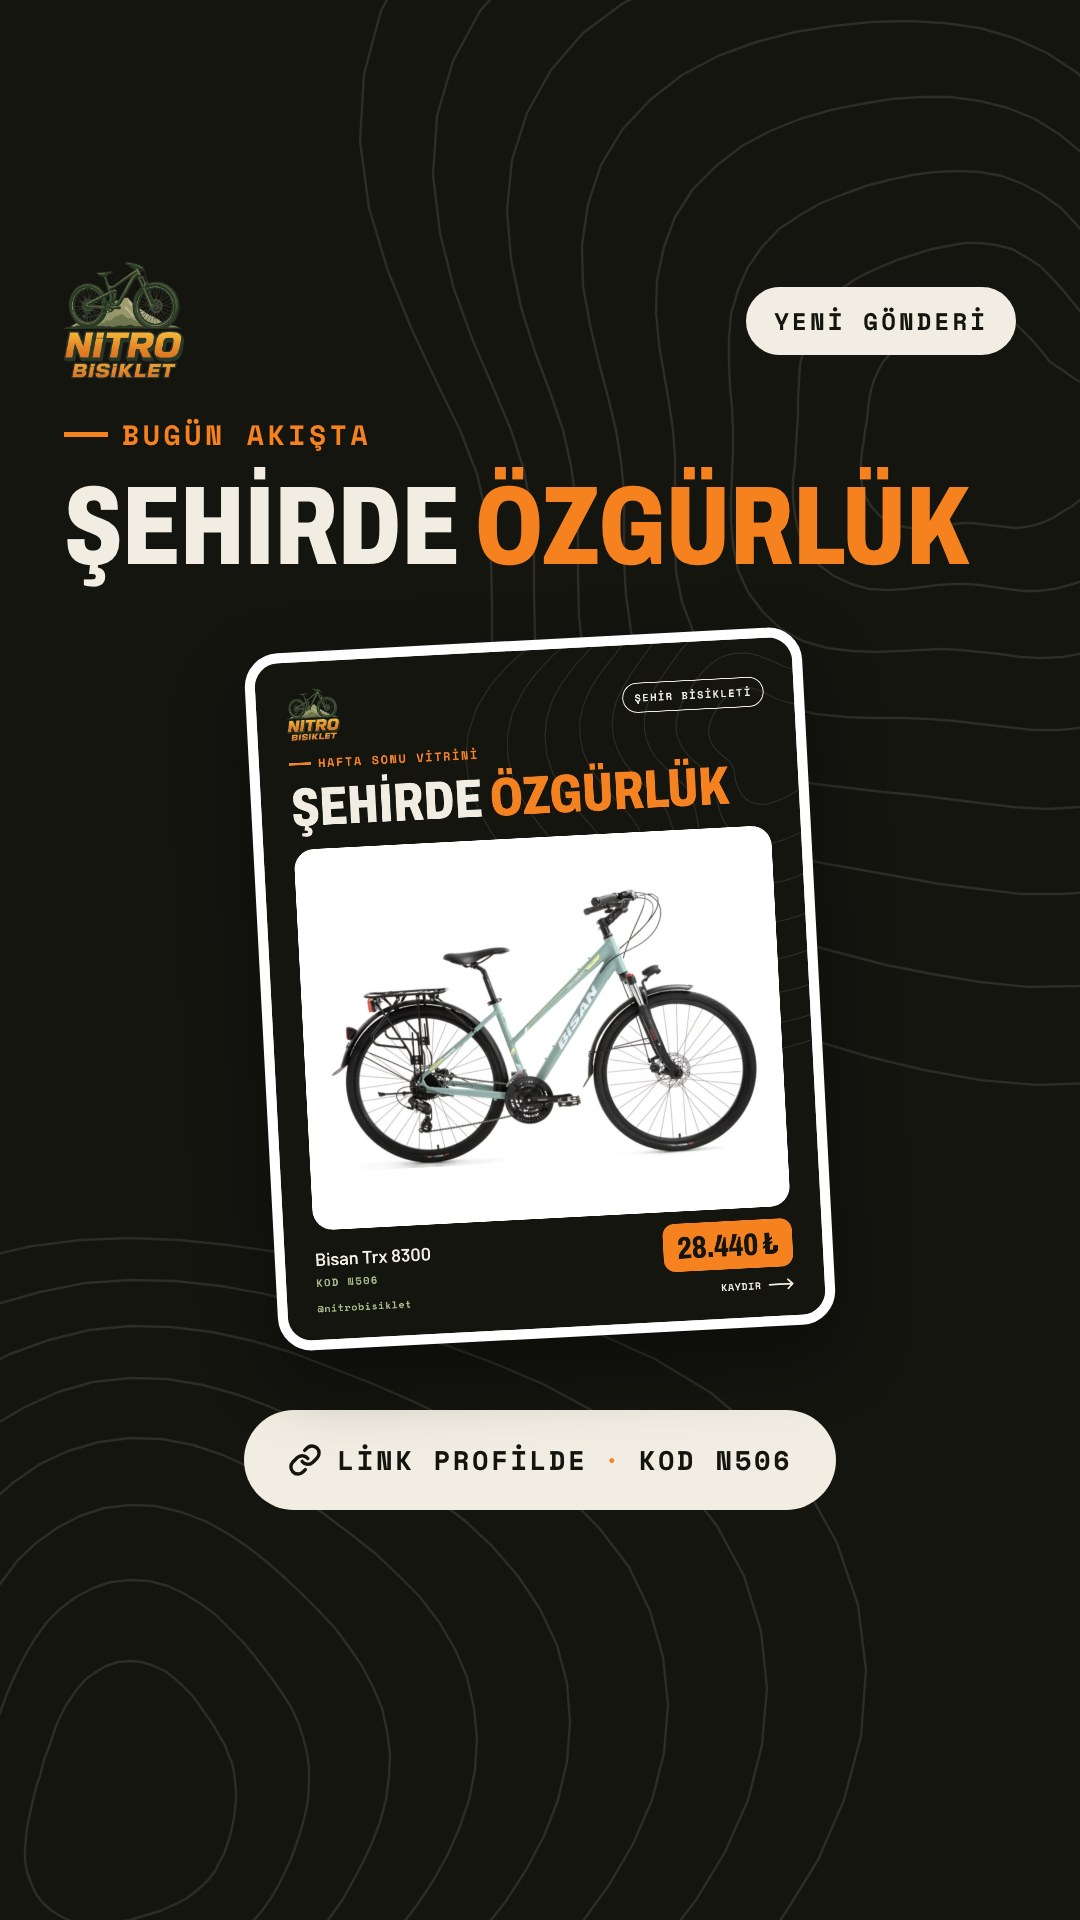 NiTRO
BiSiKLET
YENİ GÖNDERİ
BUGÜN AKIŞTA
ŞEHİRDE ÖZGÜRLÜK
NiTRO
BISIKLET
ŞEHİR BİSİKLETİ
HAFTA SONU VİTRİNİ
ŞEHİRDE ÖZGÜRLÜK
BISAN
Bisan Trx 8300
28.440 ₺
KOD N506
KAYDIR
@nitrobisiklet
LİNK PROFİLDE · KOD N506